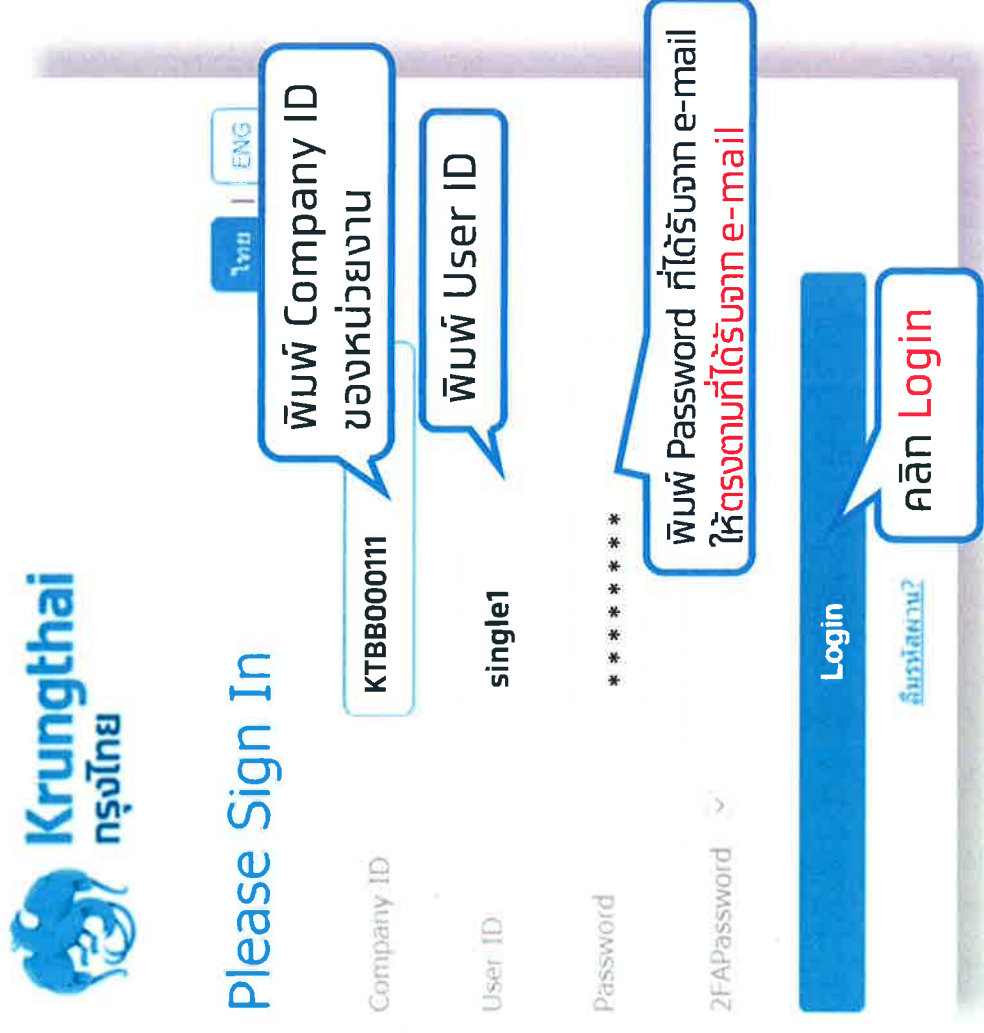 Krungthai
กรุงไทย
ไทย | ENG
Please Sign In
Company ID
KTBB000111
พิมพ์ Company ID
ของหน่วยงาน
User ID
single1
พิมพ์ User ID
Password
*********
พิมพ์ Password ที่ได้รับจาก e-mail
ให้ตรงตามที่ได้รับจาก e-mail
2FAPassword
Login
คลิก Login
ลืมรหัสผ่าน?